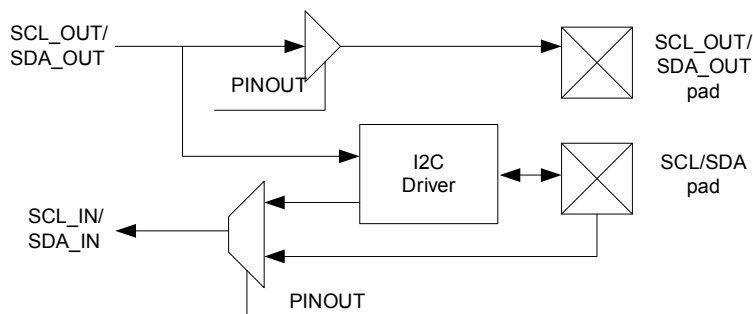 SCL_OUT/
SDA_OUT
SCL_OUT/
SDA_OUT
pad
PINOUT
I2C
Driver
SCL/SDA
pad
SCL_IN/
SDA_IN
PINOUT